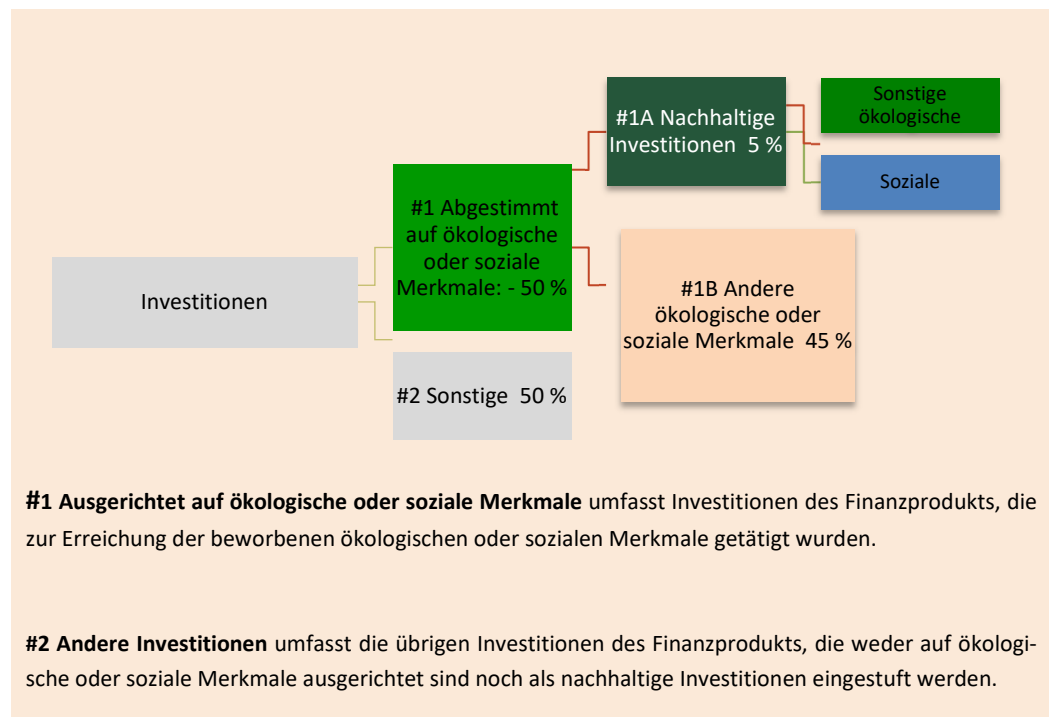 Investitionen
#1 Abgestimmt
auf ökologische
oder soziale
Merkmale: - 50 %
#2 Sonstige  50 %
#1A Nachhaltige
Investitionen  5 %
#1B Andere
ökologische oder
soziale Merkmale  45 %
Sonstige
ökologische
Soziale
#1 Ausgerichtet auf ökologische oder soziale Merkmale umfasst Investitionen des Finanzprodukts, die
zur Erreichung der beworbenen ökologischen oder sozialen Merkmale getätigt wurden.
#2 Andere Investitionen umfasst die übrigen Investitionen des Finanzprodukts, die weder auf ökologi-
sche oder soziale Merkmale ausgerichtet sind noch als nachhaltige Investitionen eingestuft werden.